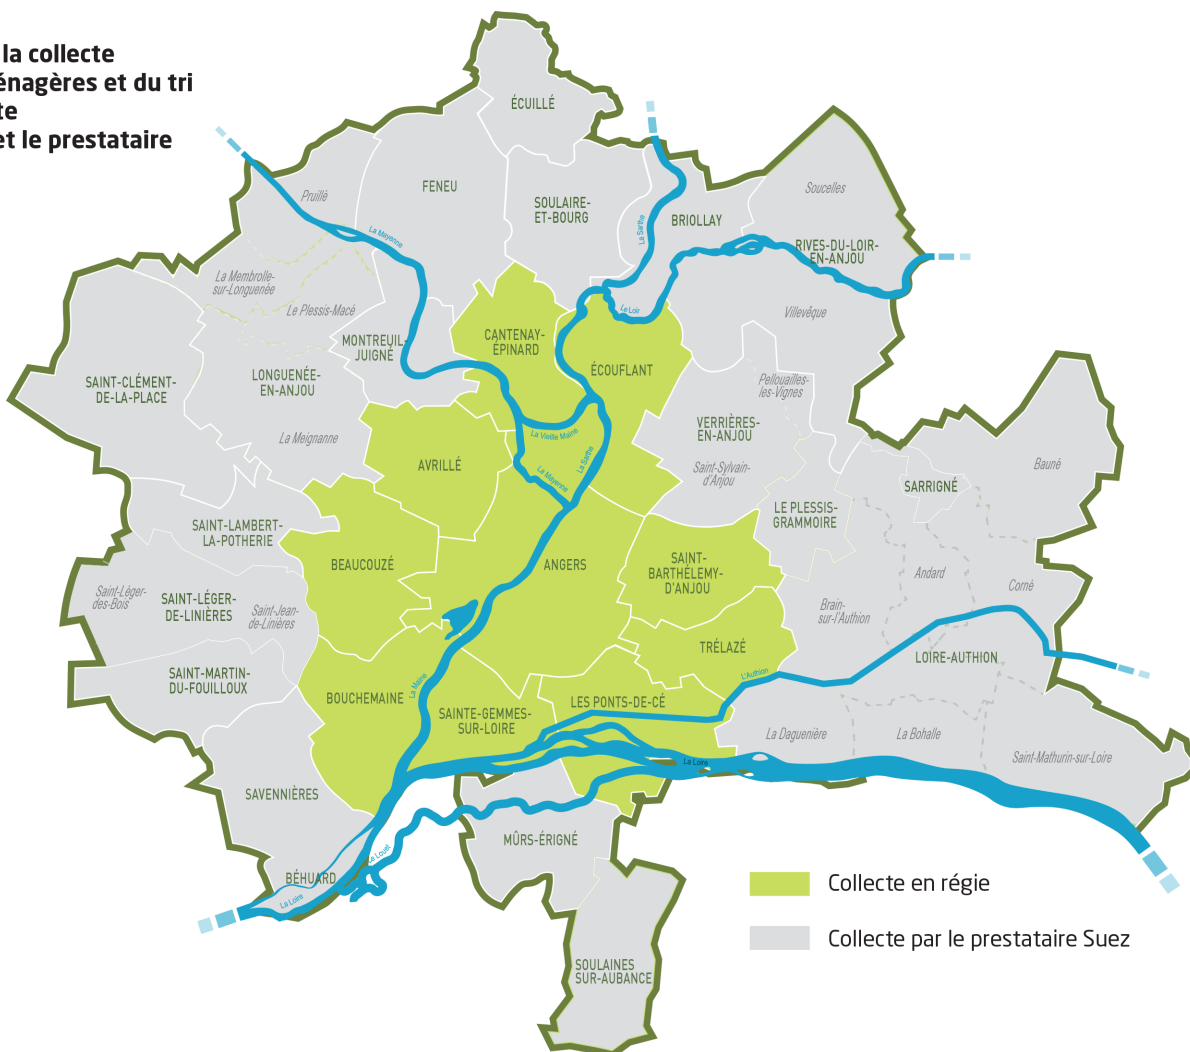 la collecte
énagères et du tri
te
et le prestataire
ÉCUILLÉ
Pruillé
FENEU
SOULAIRE-
ET-BOURG
La Sarthe
BRIOLLAY
Soucelles
RIVES-DU-LOIR-
EN-ANJOU
La Mayenne
La Membrolle-
sur-Longuenée
Le Plessis-Macé
Le Loir
Villevêque
MONTREUIL-
JUIGNÉ
CANTENAY-
ÉPINARD
ÉCOUFLANT
SAINT-CLÉMENT-
DE-LA-PLACE
LONGUENÉE-
EN-ANJOU
Pellouailles-
les-Vignes
La Meignanne
La Vieille Maine
VERRIÈRES-
EN-ANJOU
AVRILLÉ
La Mayenne
La Sarthe
Saint-Sylvain-
d'Anjou
Bauné
SARRIGNÉ
LE PLESSIS-
GRAMMOIRE
SAINT-LAMBERT-
LA-POTHERIE
BEAUCOUZÉ
ANGERS
SAINT-
BARTHÉLEMY-
D'ANJOU
Andard
Corné
Saint-Léger-
des-Bois
SAINT-LÉGER-
DE-LINIÈRES
Saint-Jean-
de-Linières
Brain-
sur-l'Authion
TRÉLAZÉ
LOIRE-AUTHION
SAINT-MARTIN-
DU-FOUILLOUX
L'Authion
BOUCHEMAINE
La Maine
SAINTE-GEMMES-
SUR-LOIRE
LES PONTS-DE-CÉ
La Daguenière
La Bohalle
Saint-Mathurin-sur-Loire
La Loire
SAVENNIÈRES
MÛRS-ÉRIGNÉ
Le Louet
BÉHUARD
La Loire
Collecte en régie
Collecte par le prestataire Suez
SOULAINES
SUR-AUBANCE